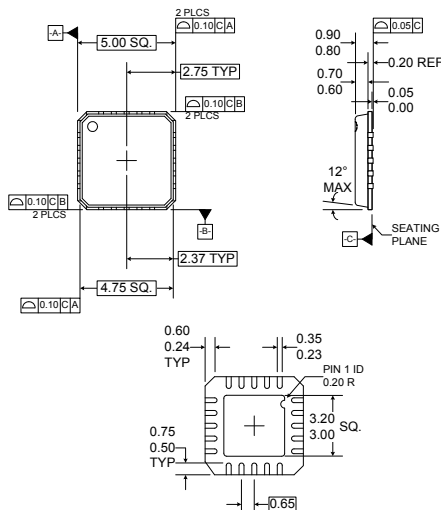 2 PLCS
0.10 C A
-A-
5.00 SQ.
2.75 TYP
0.10 C B
2 PLCS
0.10 C B
2 PLCS
-B-
2.37 TYP
4.75 SQ.
0.10 C A
0.05 C
0.90
0.80
0.20 REF
0.70
0.60
0.05
0.00
12°
MAX
-C-
SEATING
PLANE
0.60
0.24
TYP
0.35
0.23
PIN 1 ID
0.20 R
3.20
3.00
SQ.
0.75
0.50
TYP
0.65